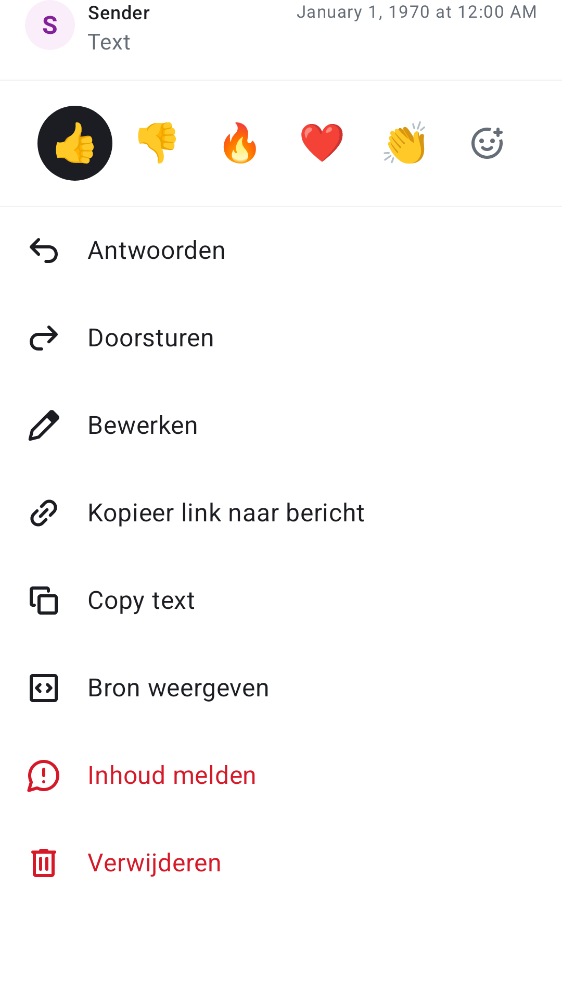 S
Sender
January 1, 1970 at 12:00 AM
Text
Antwoorden
Doorsturen
Bewerken
Kopieer link naar bericht
Copy text
Bron weergeven
Inhoud melden
Verwijderen